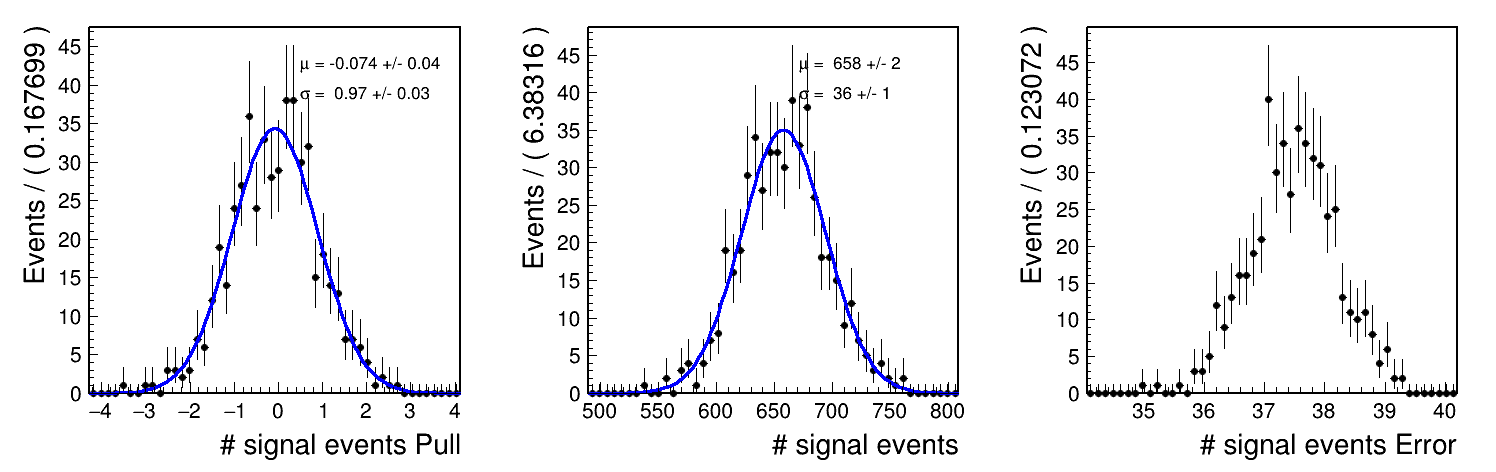 Events / ( 0.167699 )
45
40
35
30
25
20
15
10
5
0
μ = -0.074 +/- 0.04
σ = 0.97 +/- 0.03
−4 −3 −2 −1 0 1 2 3 4
# signal events Pull
Events / ( 6.38316 )
45
40
35
30
25
20
15
10
5
0
μ = 658 +/- 2
σ = 36 +/- 1
500 550 600 650 700 750 800
# signal events
Events / ( 0.123072 )
45
40
35
30
25
20
15
10
5
0
35 36 37 38 39 40
# signal events Error